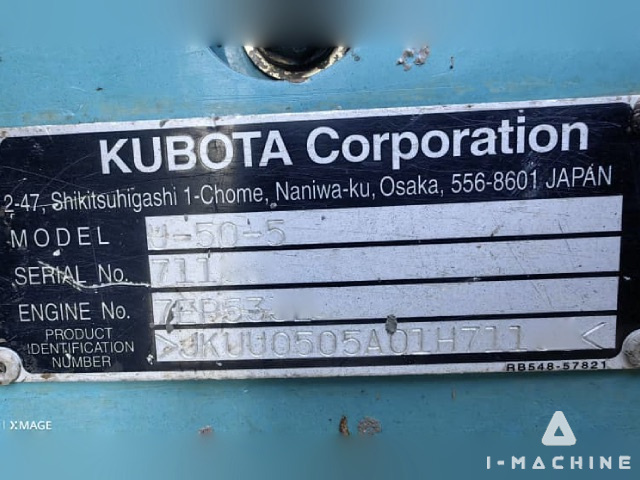 KUBOTA Corporation
2-47, Shikitsuhigashi 1-Chome, Naniwa-ku, Osaka, 556-8601 JAPAN
MODEL U-50-5
SERIAL No. 711
ENGINE No.
PRODUCT IDENTIFICATION NUMBER >JKUU0505A01H711 <
RB548-57821
XMAGE
I-MACHINE